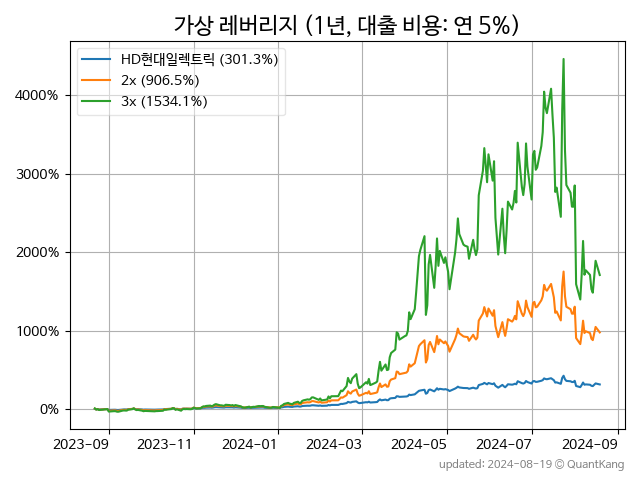 가상 레버리지 (1년, 대출 비용: 연 5%)
HD현대일렉트릭 (301.3%)
2x (906.5%)
3x (1534.1%)
4000%
3000%
2000%
1000%
0%
2023-09 2023-11 2024-01 2024-03 2024-05 2024-07 2024-09
updated: 2024-08-19 © QuantKang